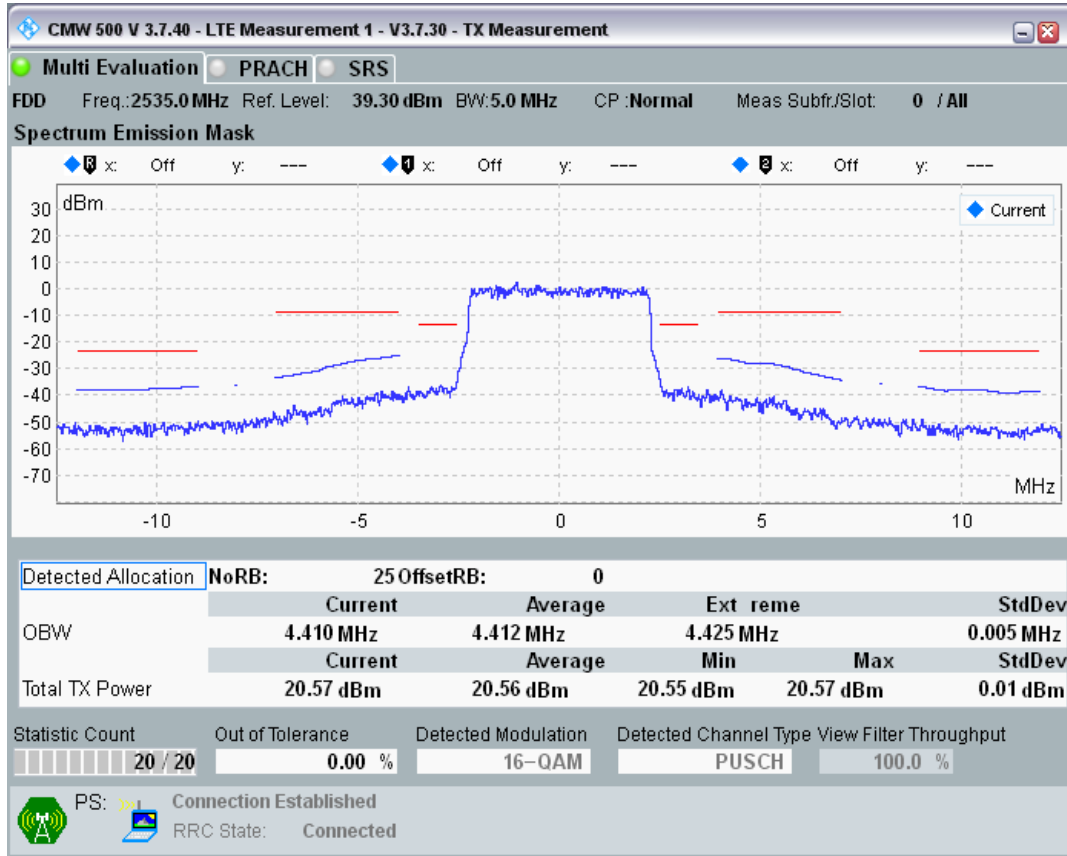 CMW 500 V 3.7.40 - LTE Measurement 1 - V3.7.30 - TX Measurement
Multi Evaluation PRACH SRS
FDD Freq.:2535.0 MHz Ref. Level: 39.30 dBm BW:5.0 MHz CP :Normal Meas Subfr./Slot: 0 / All
Spectrum Emission Mask
R x: Off y: --- 1 x: Off y: --- 2 x: Off y: ---
dBm
Current
30
20
10
0
-10
-20
-30
-40
-50
-60
-70
MHz
-10 -5 0 5 10
Detected Allocation NoRB: 25 OffsetRB: 0
Current Average Ext reme StdDev
OBW 4.410 MHz 4.412 MHz 4.425 MHz 0.005 MHz
Current Average Min Max StdDev
Total TX Power 20.57 dBm 20.56 dBm 20.55 dBm 20.57 dBm 0.01 dBm
Statistic Count Out of Tolerance Detected Modulation Detected Channel Type View Filter Throughput
20 / 20 0.00 % 16-QAM PUSCH 100.0 %
PS: Connection Established
RRC State: Connected